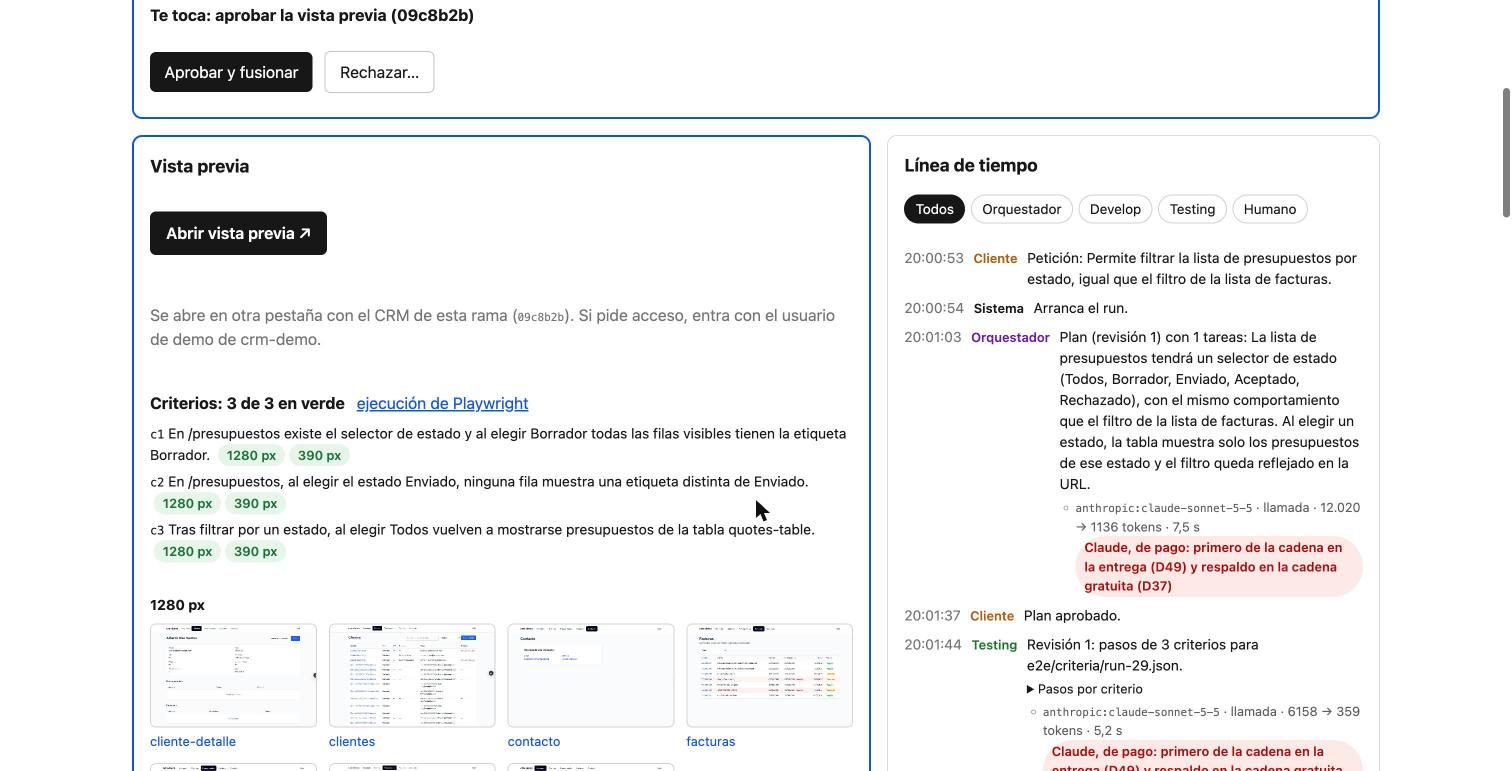 Te toca: aprobar la vista previa (09c8b2b)
Aprobar y fusionar
Rechazar...
Vista previa
Abrir vista previa ↗
Se abre en otra pestaña con el CRM de esta rama (09c8b2b). Si pide acceso, entra con el usuario
de demo de crm-demo.
Criterios: 3 de 3 en verde ejecución de Playwright
c1 En /presupuestos existe el selector de estado y al elegir Borrador todas las filas visibles tienen la etiqueta
Borrador. 1280 px 390 px
c2 En /presupuestos, al elegir el estado Enviado, ninguna fila muestra una etiqueta distinta de Enviado.
1280 px 390 px
c3 Tras filtrar por un estado, al elegir Todos vuelven a mostrarse presupuestos de la tabla quotes-table.
1280 px 390 px
1280 px
cliente-detalle
clientes
contacto
facturas
Línea de tiempo
Todos
Orquestador
Develop
Testing
Humano
20:00:53 Cliente Petición: Permite filtrar la lista de presupuestos por
estado, igual que el filtro de la lista de facturas.
20:00:54 Sistema Arranca el run.
20:01:03 Orquestador Plan (revisión 1) con 1 tareas: La lista de
presupuestos tendrá un selector de estado
(Todos, Borrador, Enviado, Aceptado,
Rechazado), con el mismo comportamiento
que el filtro de la lista de facturas. Al elegir un
estado, la tabla muestra solo los presupuestos
de ese estado y el filtro queda reflejado en la
URL.
anthropic:claude-sonnet-5-5 · llamada · 12.020
→ 1136 tokens · 7,5 s
Claude, de pago: primero de la cadena en
la entrega (D49) y respaldo en la cadena
gratuita (D37)
20:01:37 Cliente Plan aprobado.
20:01:44 Testing Revisión 1: pasos de 3 criterios para
e2e/criteria/run-29.json.
▶ Pasos por criterio
anthropic:claude-sonnet-5-5 · llamada · 6158 → 359
tokens · 5,2 s
Claude, de pago: primero de la cadena en la
entrega (D49) y respaldo en la cadena gratuita